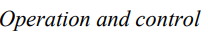 Operation and control